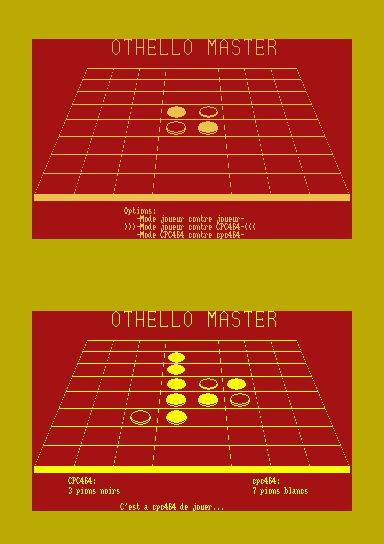 OTHELLO MASTER
Options:
-Mode joueur contre joueur-
)))-Mode joueur contre CPC464-(((
-Mode CPC464 contre cpc464-
OTHELLO MASTER
CPC464: cpc464:
3 pions noirs 7 pions blancs
C'est a cpc464 de jouer...